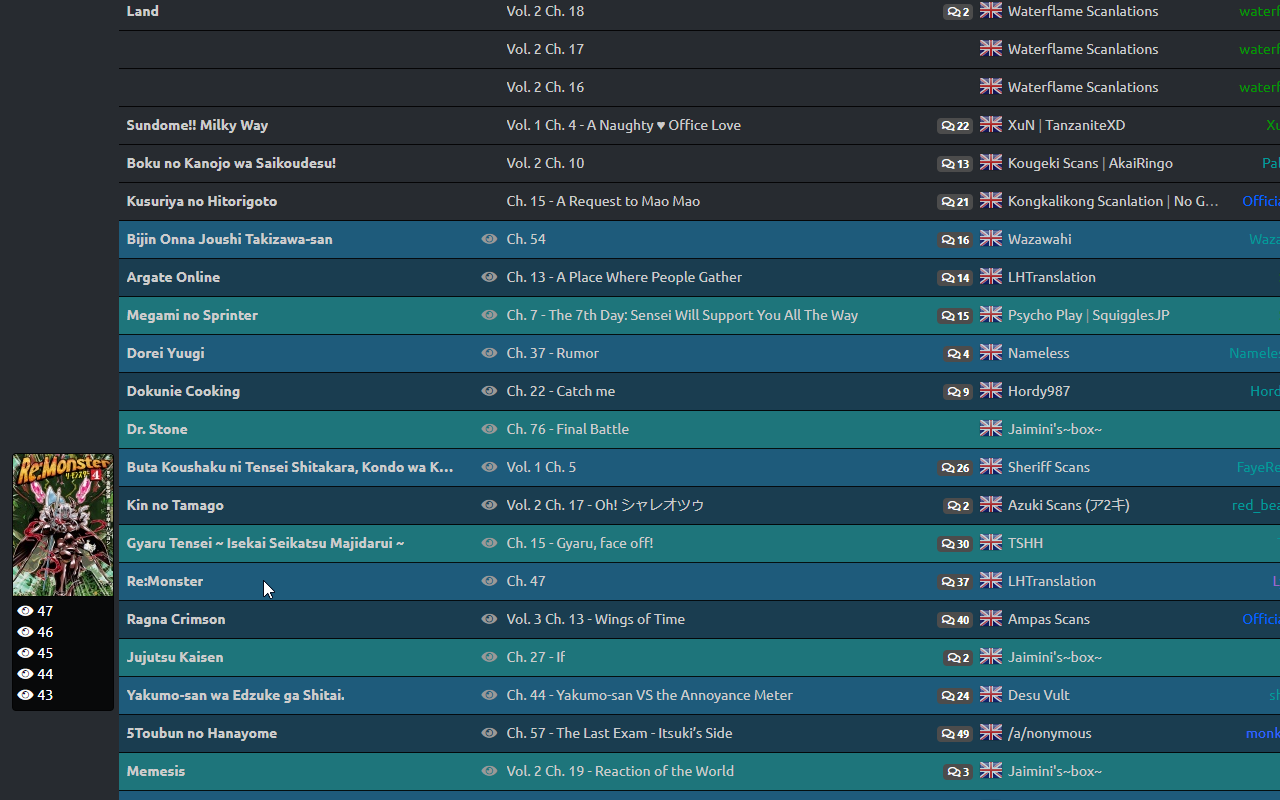 Land Vol. 2 Ch. 18 2 Waterflame Scanlations
Vol. 2 Ch. 17 Waterflame Scanlations
Vol. 2 Ch. 16 Waterflame Scanlations
Sundome!! Milky Way Vol. 1 Ch. 4 - A Naughty ♥ Office Love 22 XuN | TanzaniteXD Xu
Boku no Kanojo wa Saikoudesu! Vol. 2 Ch. 10 13 Kougeki Scans | AkaiRingo Pal
Kusuriya no Hitorigoto Ch. 15 - A Request to Mao Mao 21 Kongkalikong Scanlation | No G... Officia
Bijin Onna Joushi Takizawa-san Ch. 54 16 Wazawahi Waza
Argate Online Ch. 13 - A Place Where People Gather 14 LHTranslation
Megami no Sprinter Ch. 7 - The 7th Day: Sensei Will Support You All The Way 15 Psycho Play | SquigglesJP
Dorei Yuugi Ch. 37 - Rumor 4 Nameless Nameles
Dokunie Cooking Ch. 22 - Catch me 9 Hordy987 Hord
Dr. Stone Ch. 76 - Final Battle Jaimini's~box~
Buta Koushaku ni Tensei Shitakara, Kondo wa K... Vol. 1 Ch. 5 26 Sheriff Scans FayeRe
Kin no Tamago Vol. 2 Ch. 17 - Oh! シャレオツゥ 2 Azuki Scans (ア2キ) red_bea
Gyaru Tensei ~ Isekai Seikatsu Majidarui ~ Ch. 15 - Gyaru, face off! 30 TSHH
Re:Monster Ch. 47 37 LHTranslation L
Ragna Crimson Vol. 3 Ch. 13 - Wings of Time 40 Ampas Scans Officia
Jujutsu Kaisen Ch. 27 - If 2 Jaimini's~box~
Yakumo-san wa Edzuke ga Shitai. Ch. 44 - Yakumo-san VS the Annoyance Meter 24 Desu Vult sh
5Toubun no Hanayome Ch. 57 - The Last Exam - Itsuki's Side 49 /a/nonymous monk
Memesis Vol. 2 Ch. 19 - Reaction of the World 3 Jaimini's~box~
Re:Monster
リ・モンスター
4
47
46
45
44
43